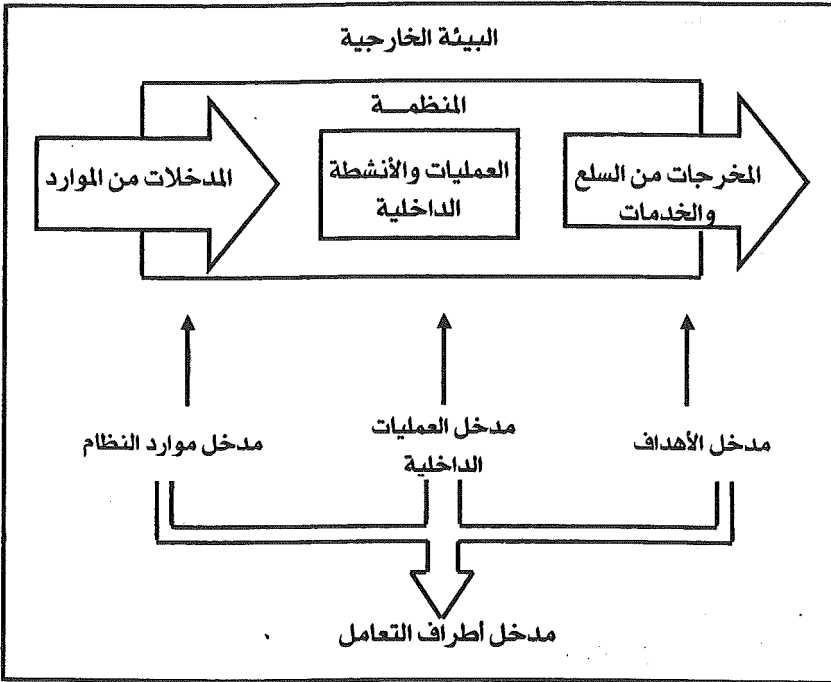 البيئة الخارجية
المنظمـــة
المدخلات من الموارد
العمليات والأنشطة
الداخلية
المخرجات من السلع
والخدمات
مدخل موارد النظام
مدخل العمليات
الداخلية
مدخل الأهداف
مدخل أطراف التعامل